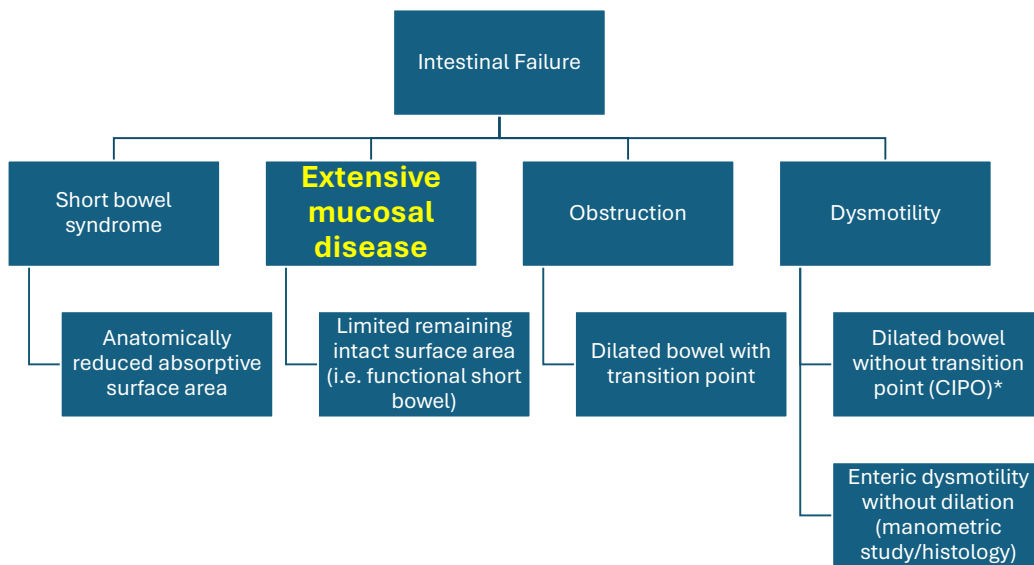 Intestinal Failure
Short bowel
syndrome
Extensive
mucosal
disease
Obstruction
Dysmotility
Anatomically
reduced absorptive
surface area
Limited remaining
intact surface area
(i.e. functional short
bowel)
Dilated bowel with
transition point
Dilated bowel
without transition
point (CIPO)*
Enteric dysmotility
without dilation
(manometric
study/histology)